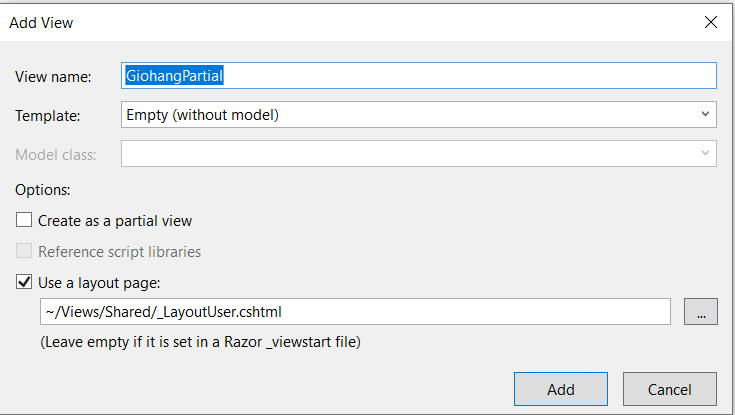 Add View
View name: GiohangPartial
Template: Empty (without model)
Model class:
Options:
Create as a partial view
Reference script libraries
Use a layout page:
~/Views/Shared/_LayoutUser.cshtml ...
(Leave empty if it is set in a Razor _viewstart file)
Add Cancel